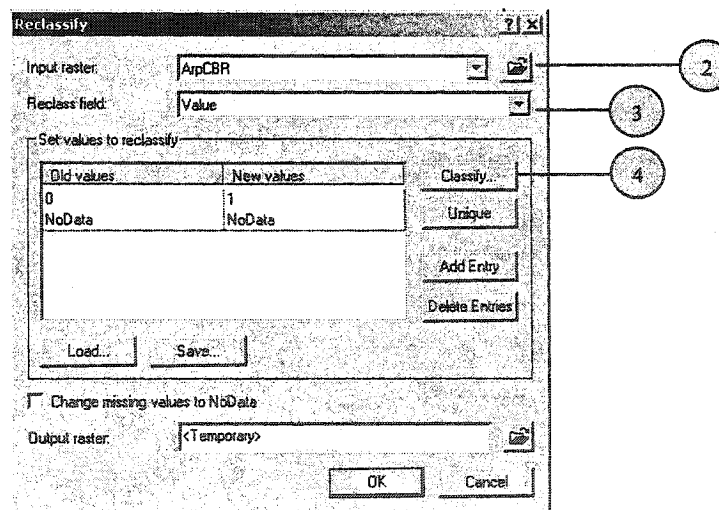 Reclassify
Input raster: ArpCBR
2
Reclass field: Value
3
Set values to reclassify
Old values New values
0 1
NoData NoData
Classify...
4
Unique
Add Entry
Delete Entries
Load... Save...
Change missing values to NoData
Output raster: <Temporary>
OK Cancel